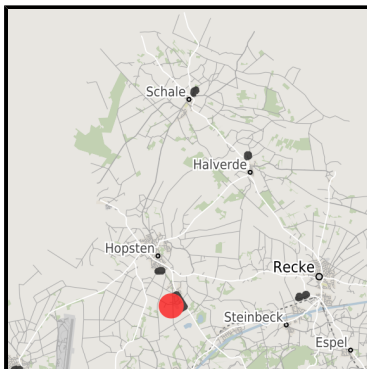 Schale
Halverde
Hopsten
Recke
Steinbeck
Espel